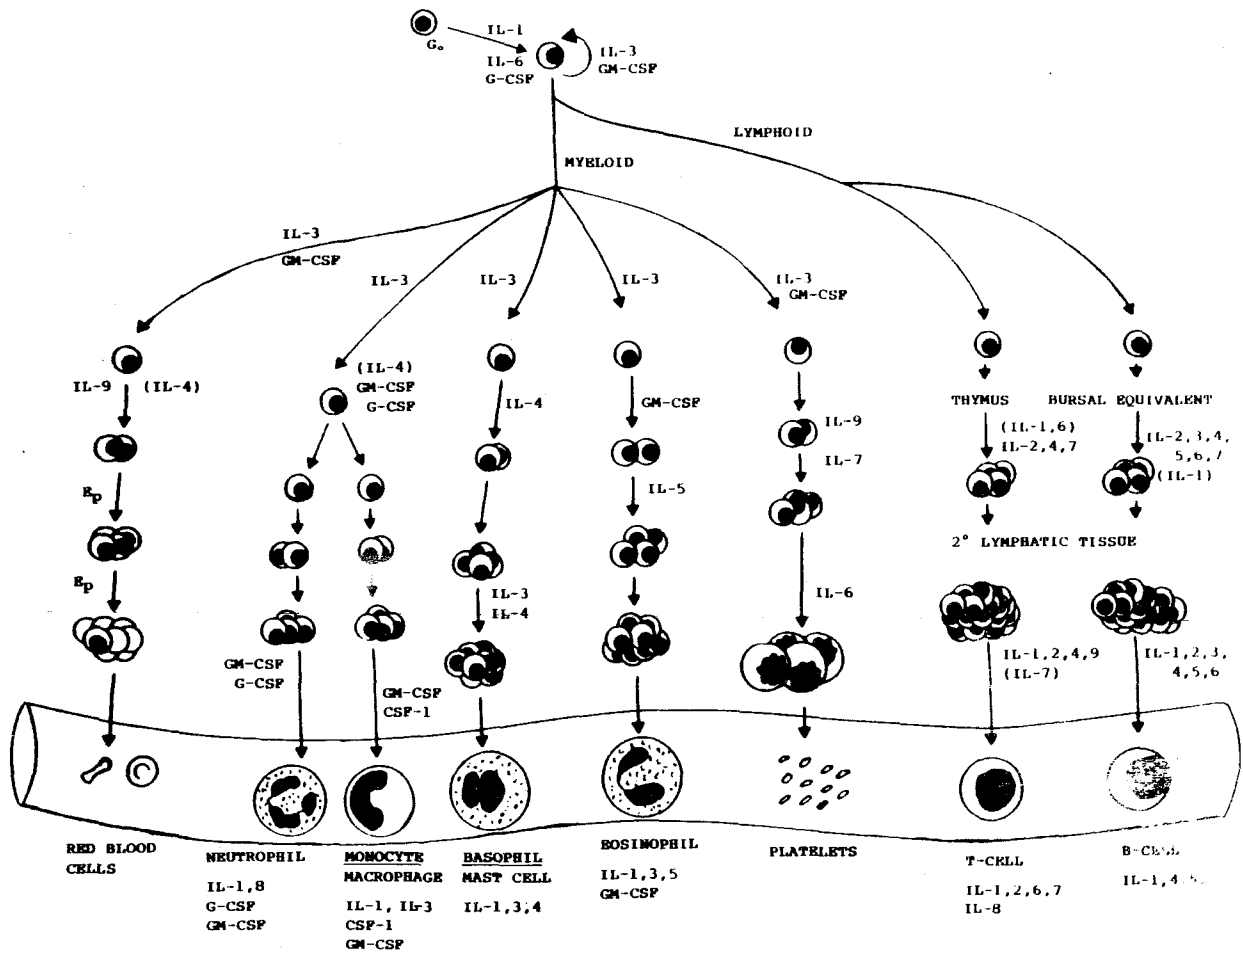 IL-1
G₀
IL-6
G-CSF
IL-3
GM-CSF
LYMPHOID
MYELOID
IL-3
GM-CSF
IL-3
IL-3
IL-3
IL-3
GM-CSF
IL-9
(IL-4)
(IL-4)
GM-CSF
G-CSF
IL-4
GM-CSF
IL-9
IL-7
THYMUS
BURSAL EQUIVALENT
(IL-1,6)
IL-2,4,7
IL-2,3,4,
5,6,7
(IL-1)
Ep
IL-5
2° LYMPHATIC TISSUE
Ep
IL-3
IL-4
IL-6
GM-CSF
G-CSF
GM-CSF
CSF-1
IL-1,2,4,9
(IL-7)
IL-1,2,3,
4,5,6
RED BLOOD
CELLS
NEUTROPHIL
IL-1,8
G-CSF
GM-CSF
MONOCYTE
MACROPHAGE
IL-1, IL-3
CSF-1
GM-CSF
BASOPHIL
MAST CELL
IL-1,3,4
EOSINOPHIL
IL-1,3,5
GM-CSF
PLATELETS
T-CELL
IL-1,2,6,7
IL-8
B-CELL
IL-1,4